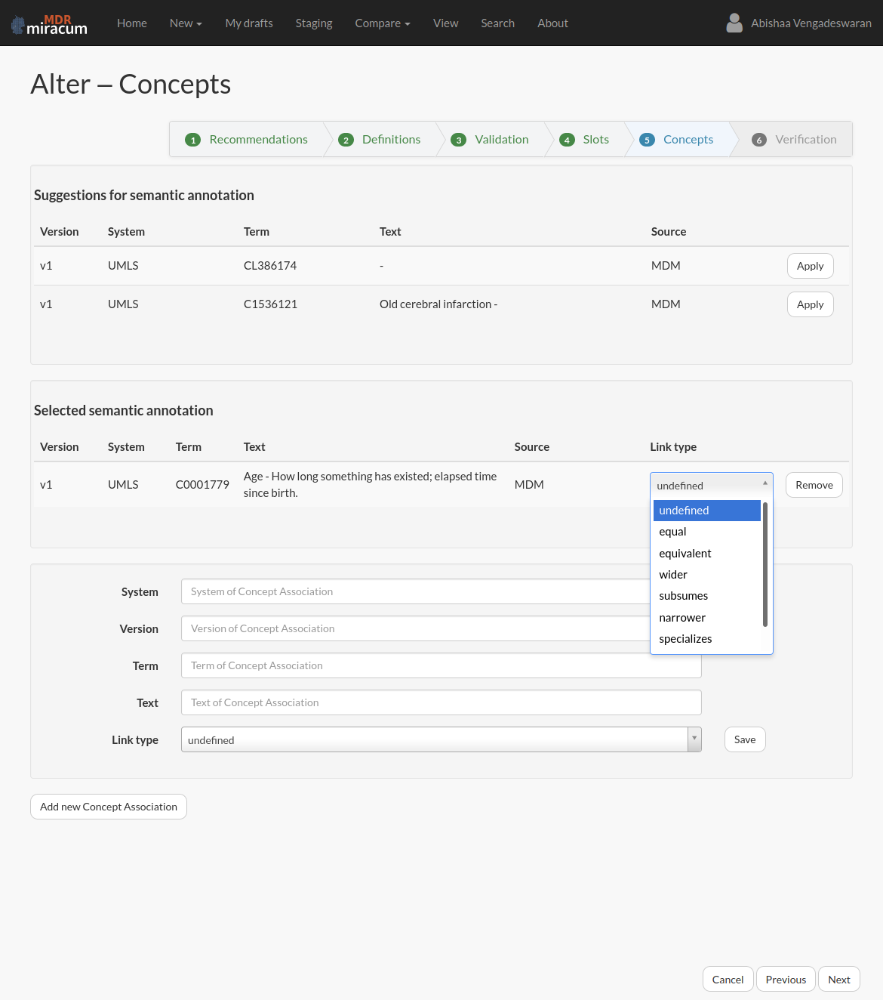 MDR
miracum
Home New My drafts Staging Compare View Search About Abishaa Vengadeswaran
Alter – Concepts
1 Recommendations 2 Definitions 3 Validation 4 Slots 5 Concepts 6 Verification
Suggestions for semantic annotation
Version System Term Text Source
v1 UMLS CL386174 - MDM Apply
v1 UMLS C1536121 Old cerebral infarction - MDM Apply
Selected semantic annotation
Version System Term Text Source Link type
v1 UMLS C0001779 Age - How long something has existed; elapsed time
since birth.
MDM undefined Remove
undefined
equal
equivalent
wider
subsumes
narrower
specializes
System System of Concept Association
Version Version of Concept Association
Term Term of Concept Association
Text Text of Concept Association
Link type undefined Save
Add new Concept Association
Cancel Previous Next